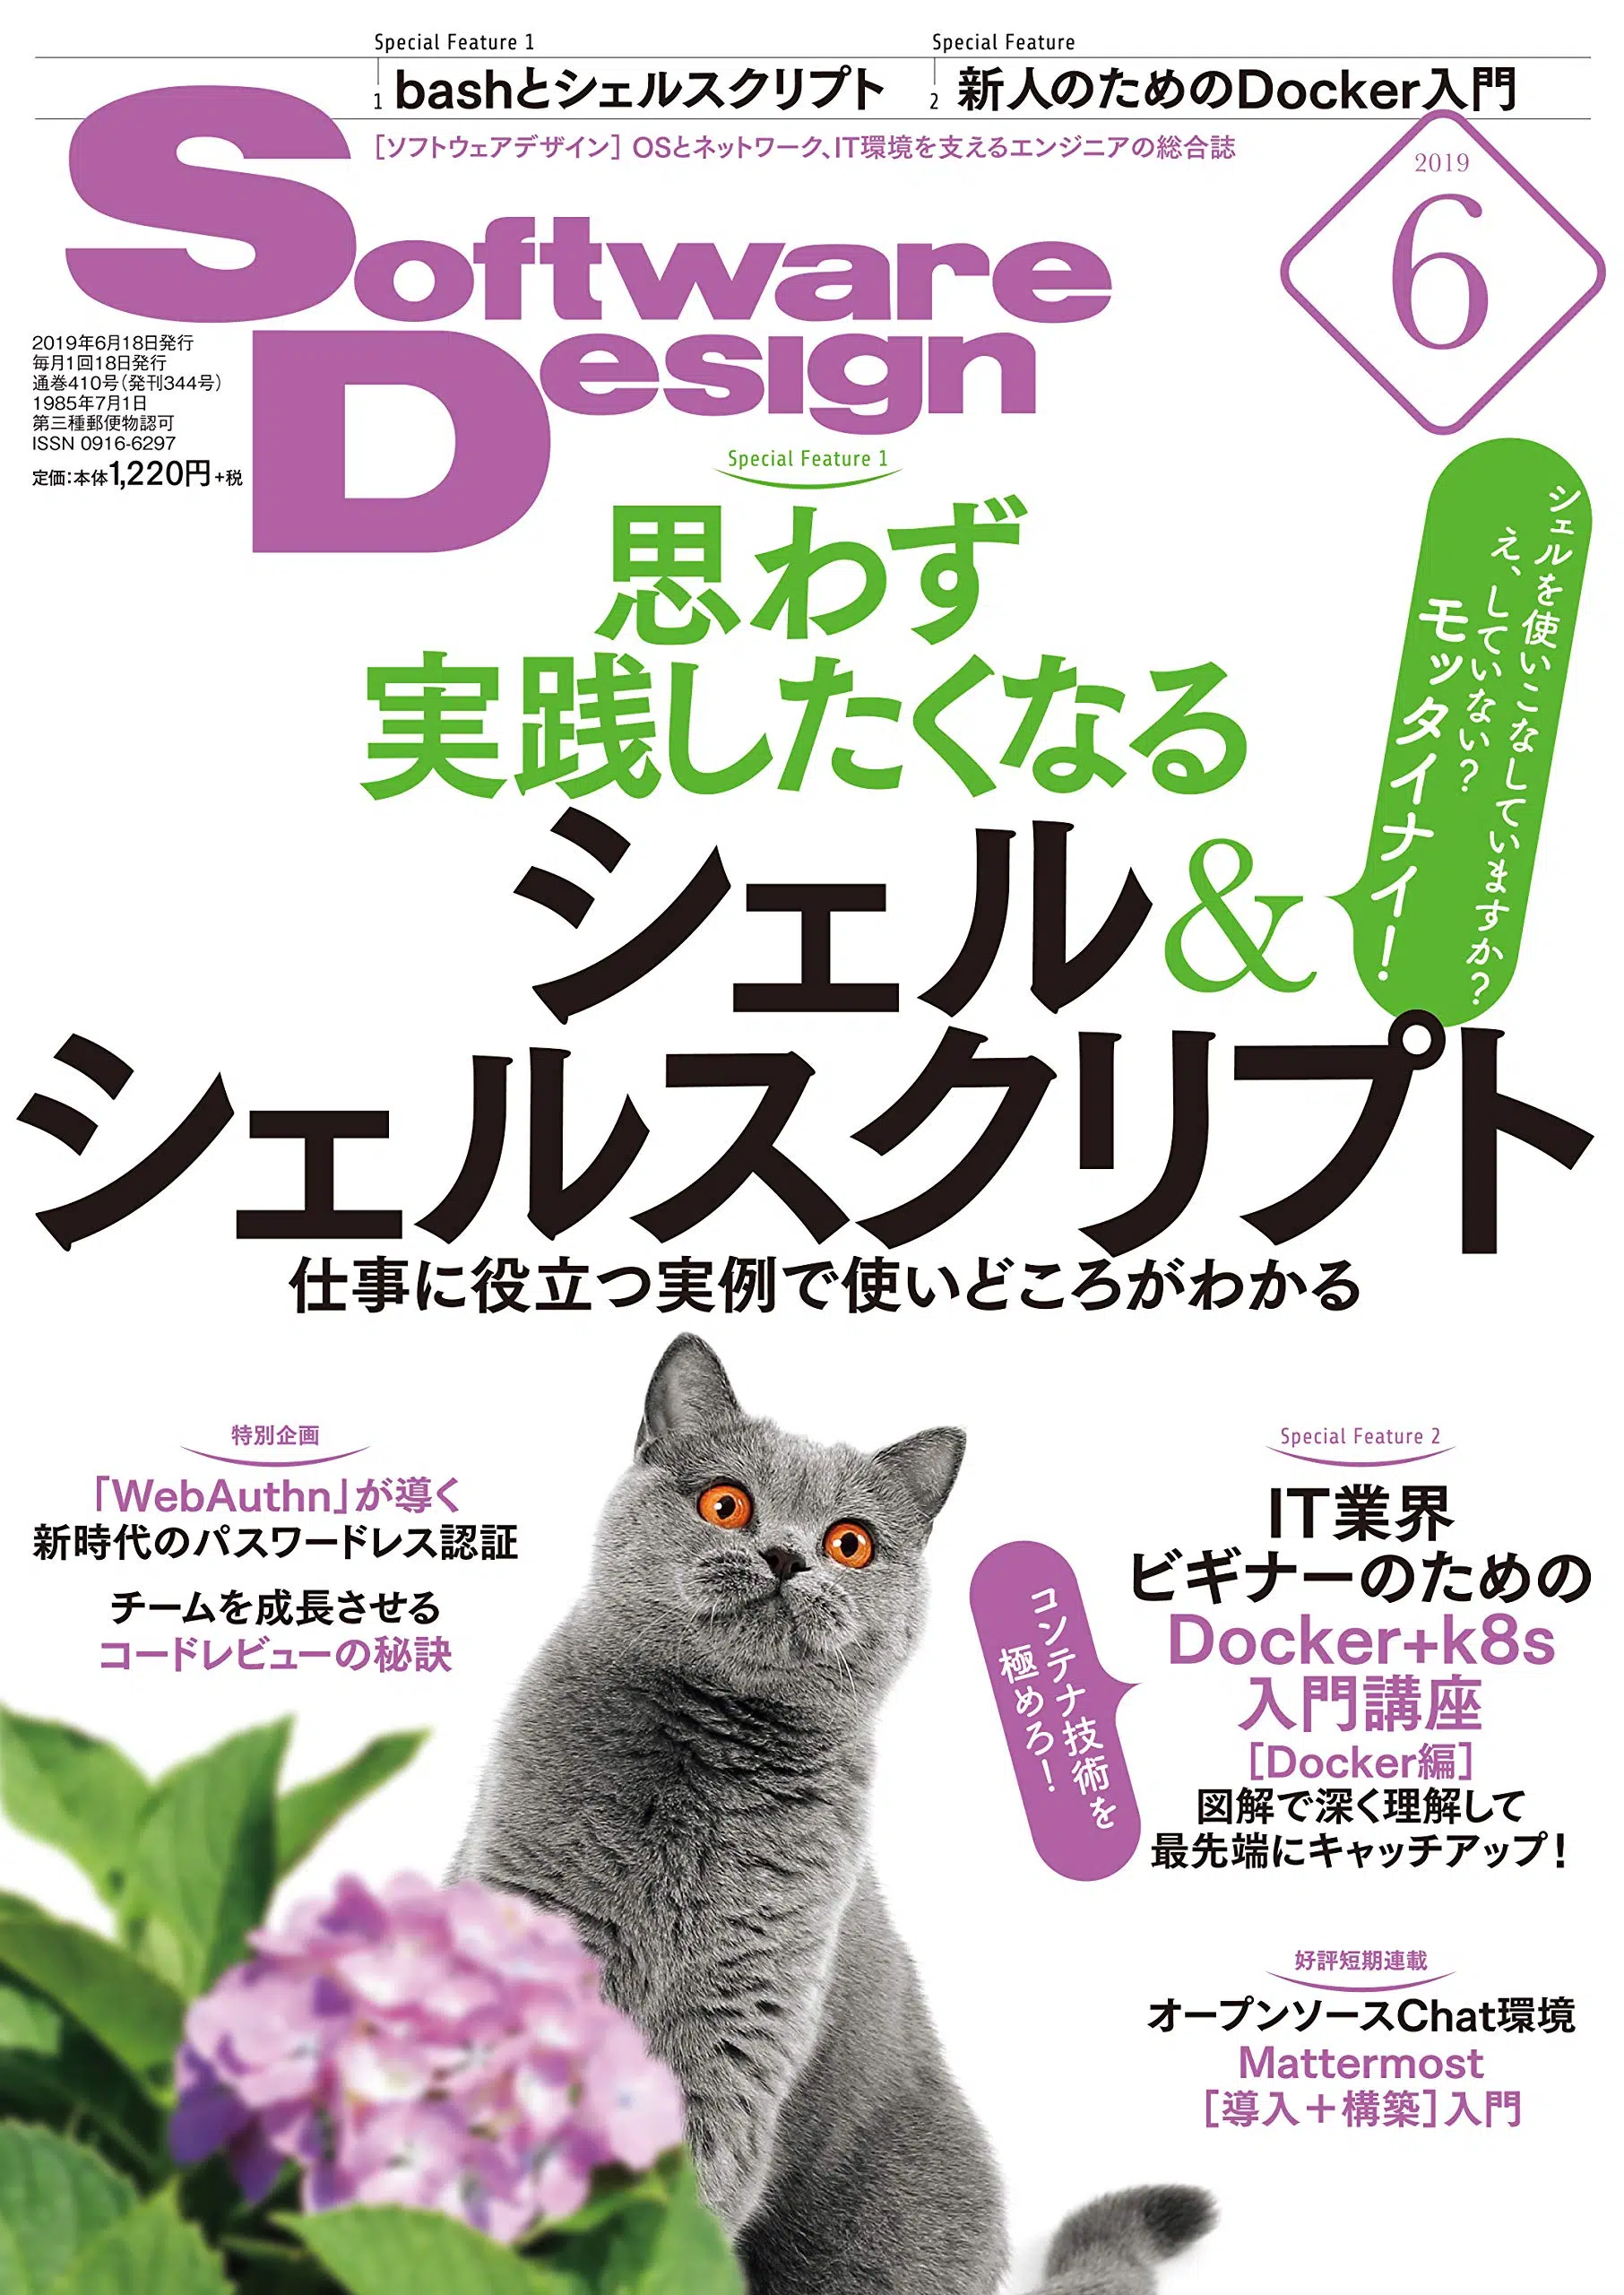 Special Feature 1
1 bashとシェルスクリプト
Special Feature
2 新人のためのDocker入門
[ソフトウェアデザイン] OSとネットワーク、IT環境を支えるエンジニアの総合誌
2019
6
Software
Design
2019年6月18日発行
毎月1回18日発行
通巻410号(発刊344号)
1985年7月1日
第三種郵便物認可
ISSN 0916-6297
定価:本体1,220円+税
Special Feature 1
思わず
実践したくなる
シェル&
シェルスクリプト
仕事に役立つ実例で使いどころがわかる
シェルを使いこなしていますか?
え、していない?
モッタイナイ!
特別企画
「WebAuthn」が導く
新時代のパスワードレス認証
チームを成長させる
コードレビューの秘訣
Special Feature 2
IT業界
ビギナーのための
Docker+k8s
入門講座
[Docker編]
図解で深く理解して
最先端にキャッチアップ!
コンテナ技術を
極めろ!
好評短期連載
オープンソースChat環境
Mattermost
[導入+構築]入門